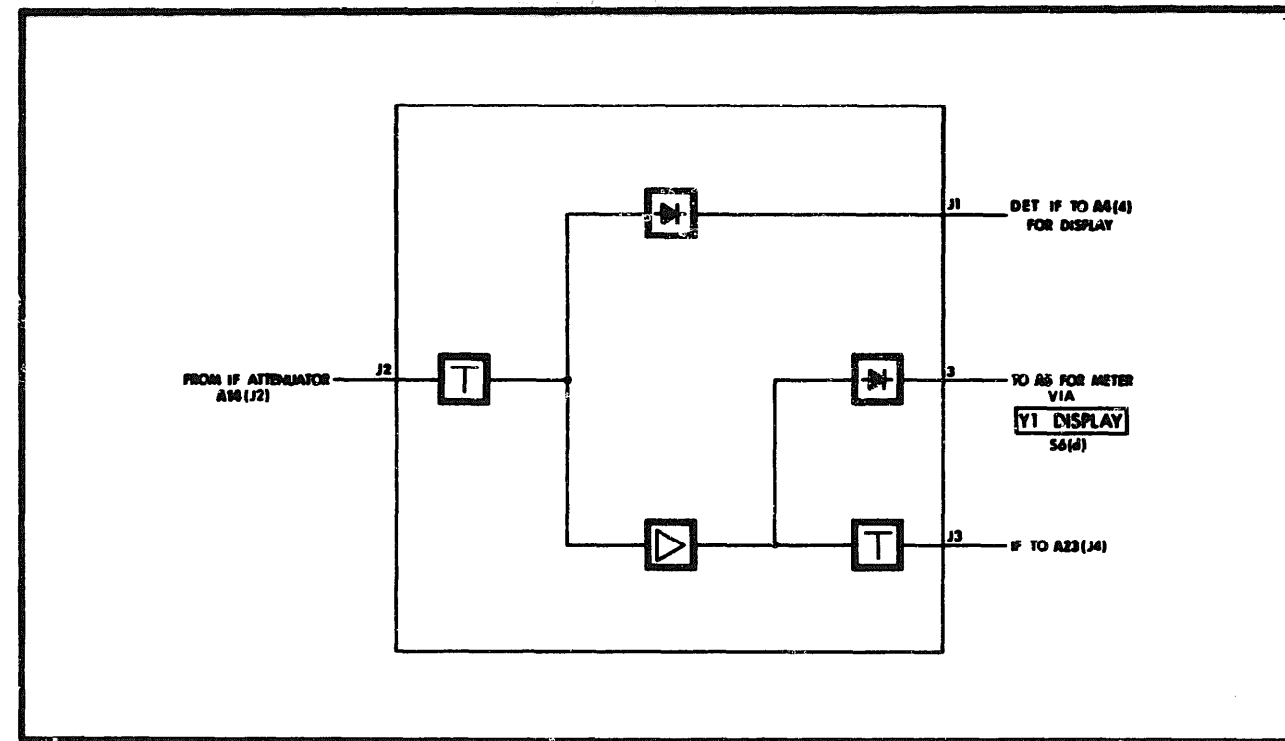 J1
DET IF TO A4(4)
FOR DISPLAY
J2
FROM IF ATTENUATOR
A14(J2)
3
TO A5 FOR METER
VIA
Y1 DISPLAY
S6(d)
J3
IF TO A23(J4)